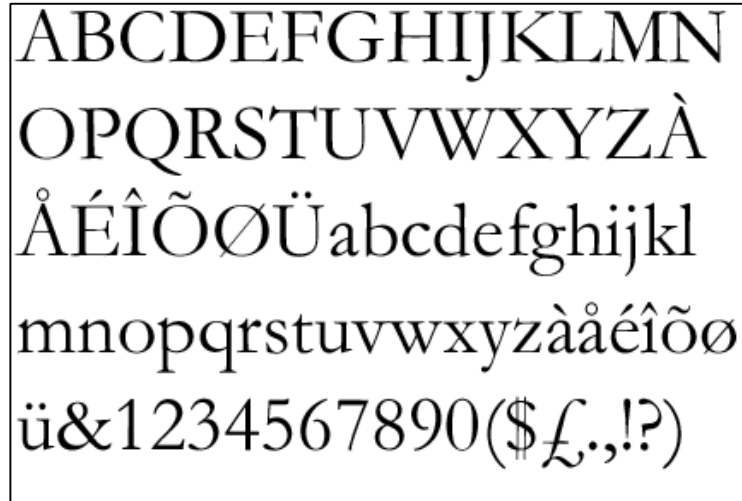 ABCDEFGHIJKLMN
OPQRSTUVWXYZÀ
ÅÉÎÕØÜabcdefghijkl
mnopqrstuvwxyzàåéîõø
ü&1234567890($£.,!?)